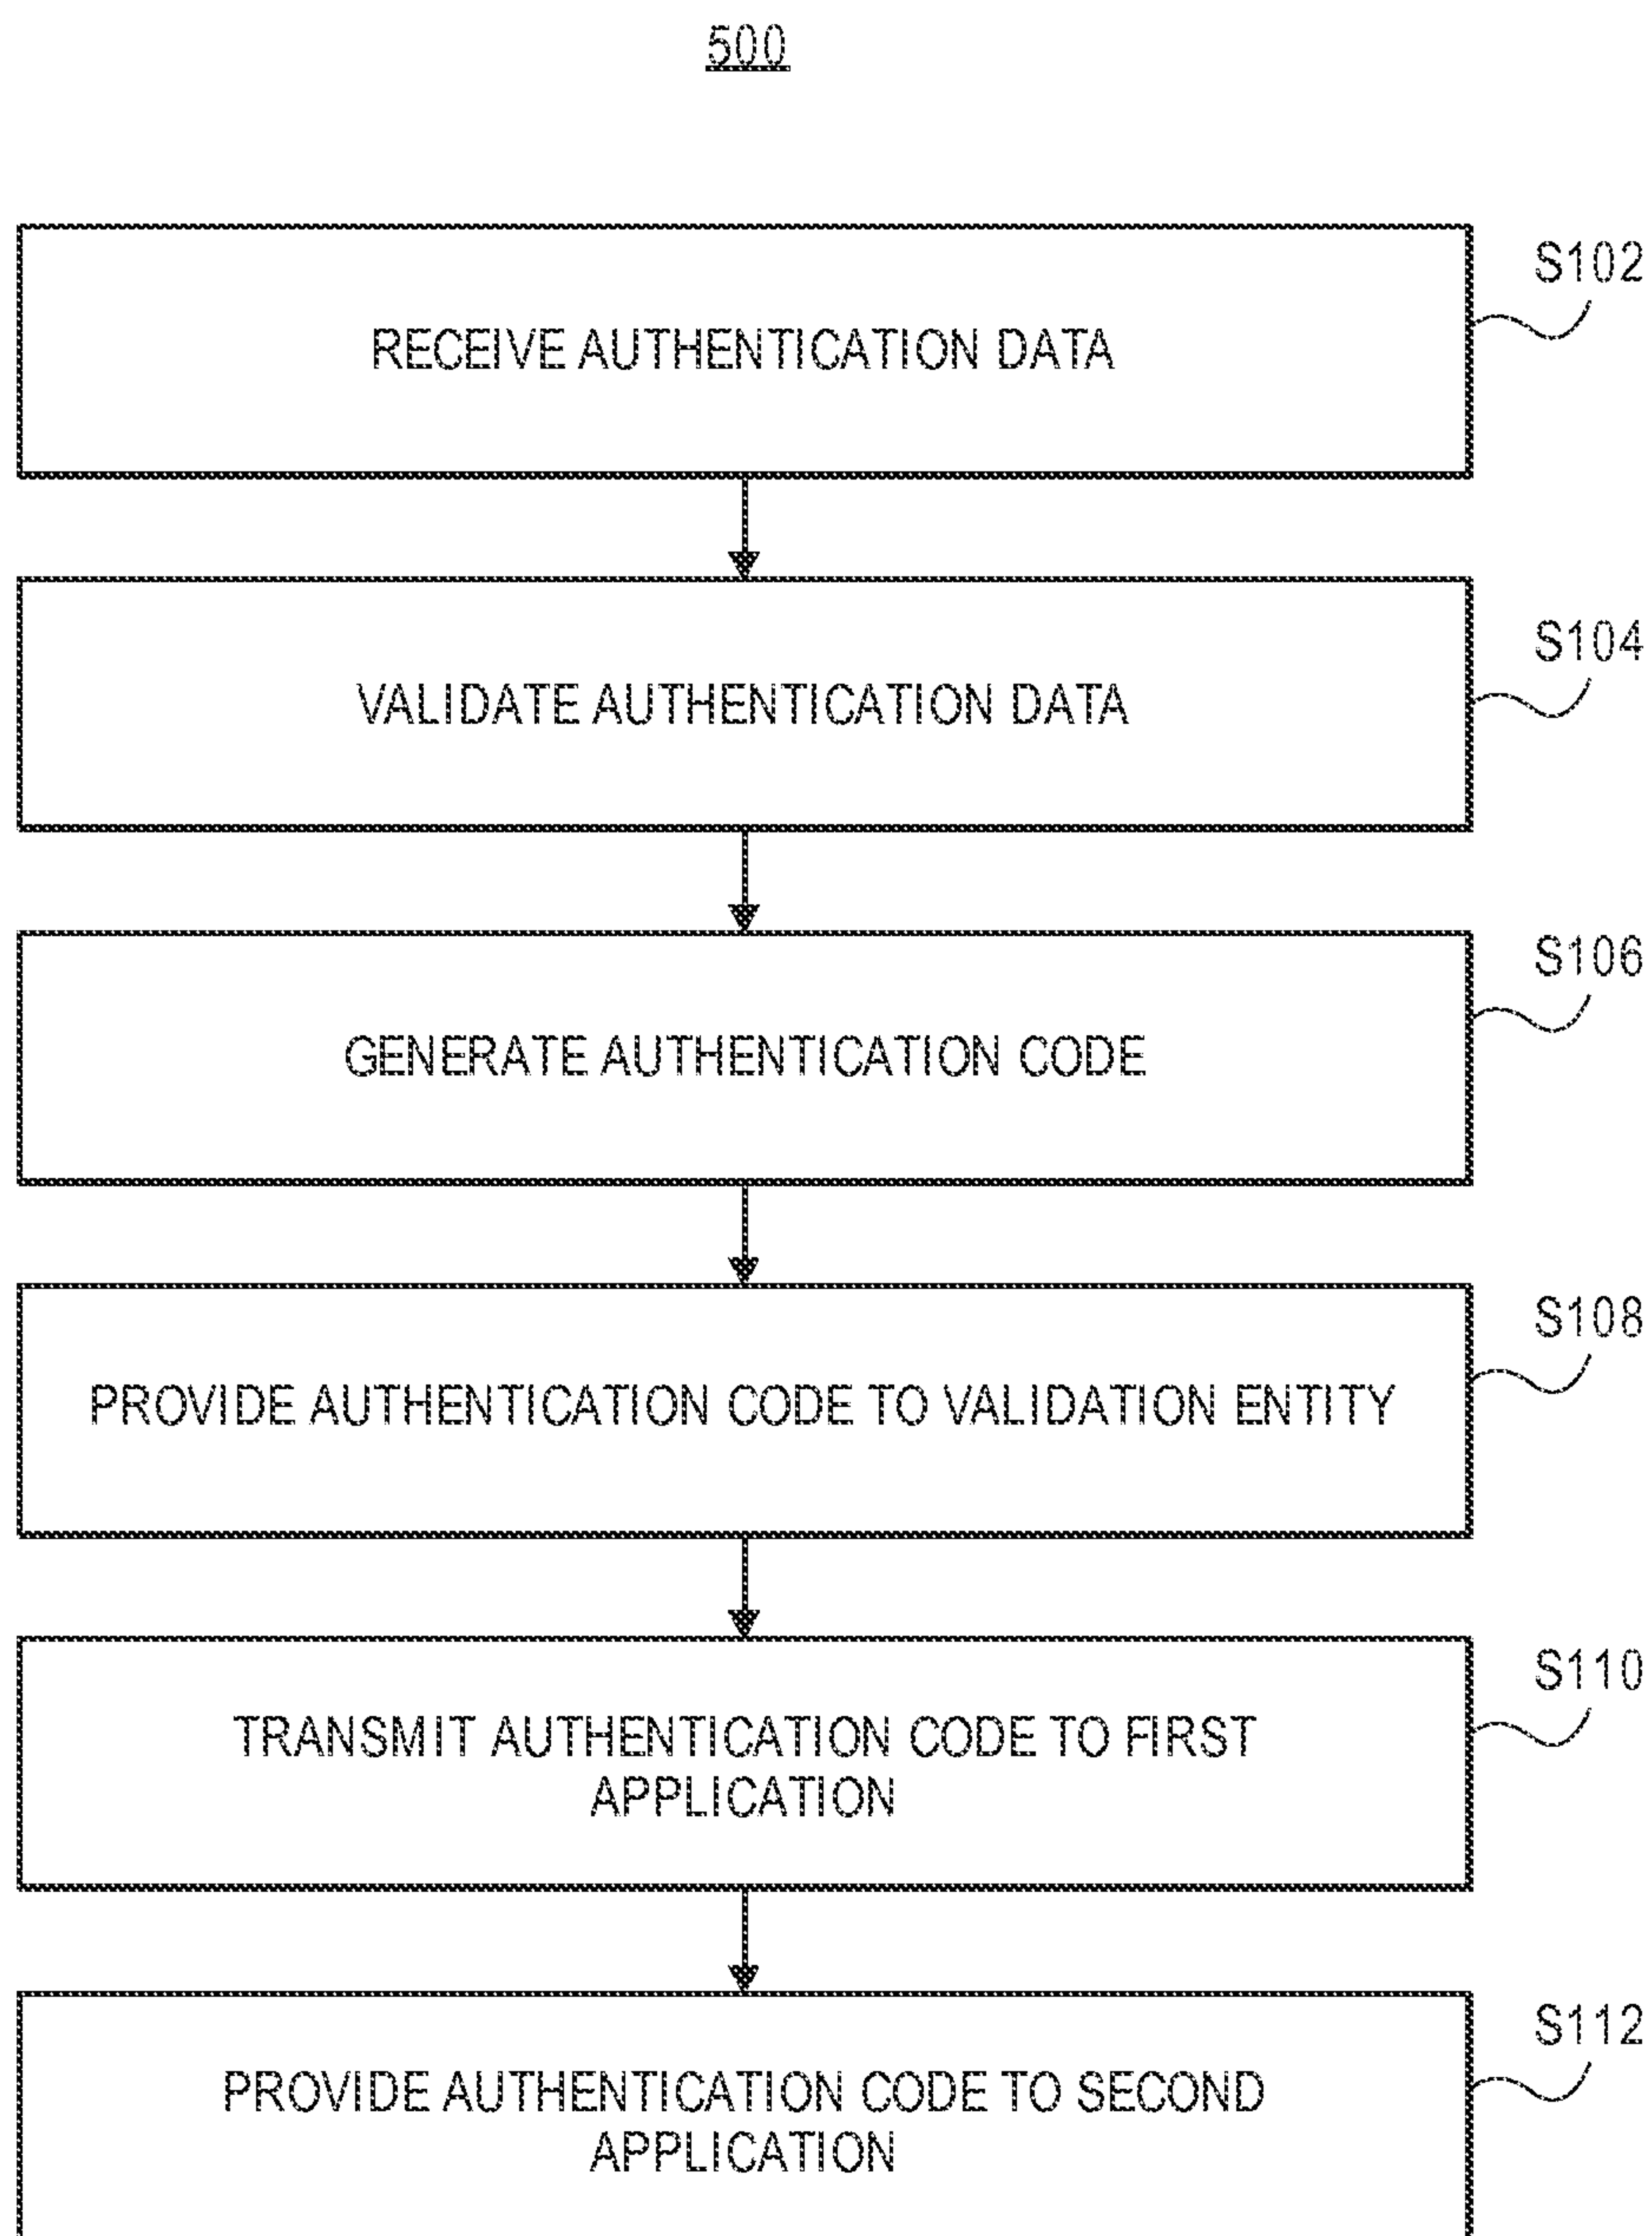 500
S102
RECEIVE AUTHENTICATION DATA
S104
VALIDATE AUTHENTICATION DATA
S106
GENERATE AUTHENTICATION CODE
S108
PROVIDE AUTHENTICATION CODE TO VALIDATION ENTITY
S110
TRANSMIT AUTHENTICATION CODE TO FIRST
APPLICATION
S112
PROVIDE AUTHENTICATION CODE TO SECOND
APPLICATION